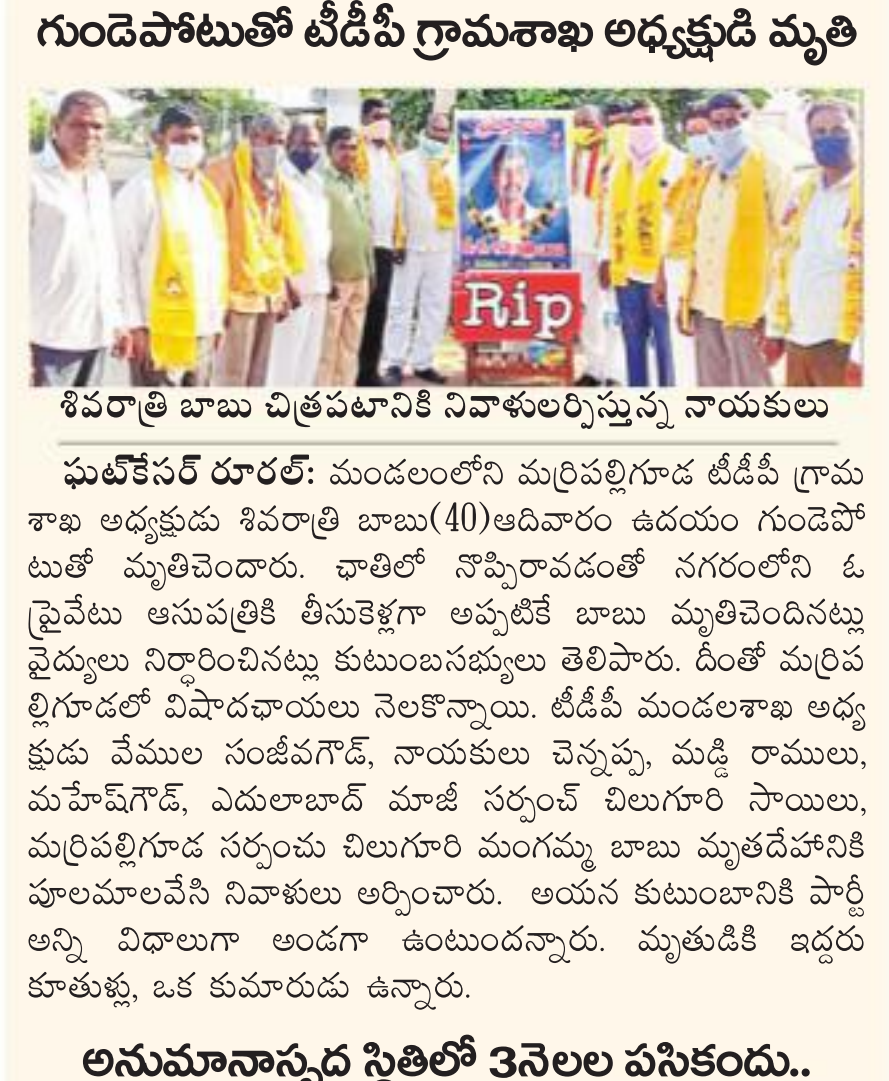 గుండెపోటుతో టీడీపీ గ్రామశాఖ అధ్యక్షుడి మృతి
Rip
శివరాత్రి బాబు చిత్రపటానికి నివాళులర్పిస్తున్న నాయకులు
ఘట్‌కేసర్ రూరల్: మండలంలోని మర్రిపల్లిగూడ టీడీపీ గ్రామ
శాఖ అధ్యక్షుడు శివరాత్రి బాబు(40)ఆదివారం ఉదయం గుండెపో
టుతో మృతిచెందారు. ఛాతిలో నొప్పిరావడంతో నగరంలోని ఓ
ప్రైవేటు ఆసుపత్రికి తీసుకెళ్లగా అప్పటికే బాబు మృతిచెందినట్లు
వైద్యులు నిర్ధారించినట్లు కుటుంబసభ్యులు తెలిపారు. దీంతో మర్రిప
ల్లిగూడలో విషాదఛాయలు నెలకొన్నాయి. టీడీపీ మండలశాఖ అధ్య
క్షుడు వేముల సంజీవగౌడ్, నాయకులు చెన్నప్ప, మడ్డి రాములు,
మహేష్‌గౌడ్, ఎదులాబాద్ మాజీ సర్పంచ్ చిలుగూరి సాయిలు,
మర్రిపల్లిగూడ సర్పంచు చిలుగూరి మంగమ్మ బాబు మృతదేహానికి
పూలమాలవేసి నివాళులు అర్పించారు. అయన కుటుంబానికి పార్టీ
అన్ని విధాలుగా అండగా ఉంటుందన్నారు. మృతుడికి ఇద్దరు
కూతుళ్లు, ఒక కుమారుడు ఉన్నారు.
అనుమానాస్పద స్థితిలో 3నెలల పసికందు..